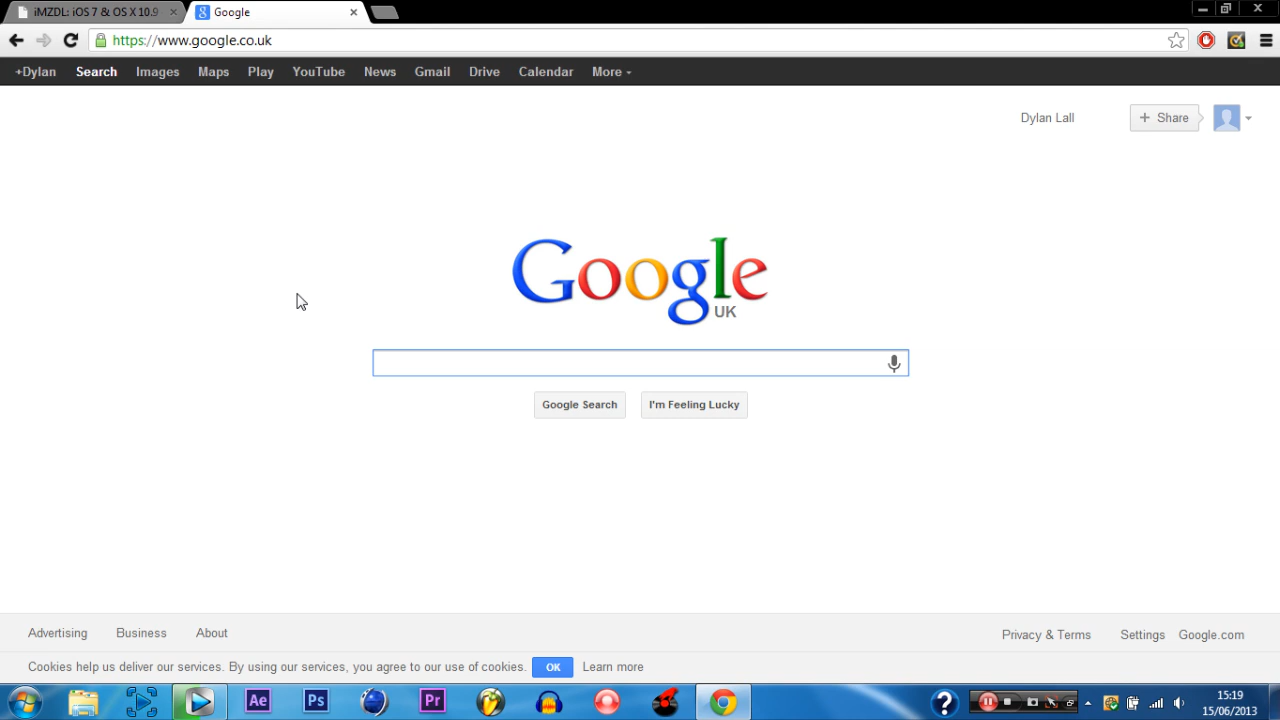 iMZDL: iOS 7 & OS X 10.9
Google
https://www.google.co.uk
+Dylan Search Images Maps Play YouTube News Gmail Drive Calendar More
Dylan Lall + Share
Google
UK
Google Search I'm Feeling Lucky
Advertising Business About Privacy & Terms Settings Google.com
Cookies help us deliver our services. By using our services, you agree to our use of cookies. OK Learn more
Ae Ps Pr
15:19
15/06/2013